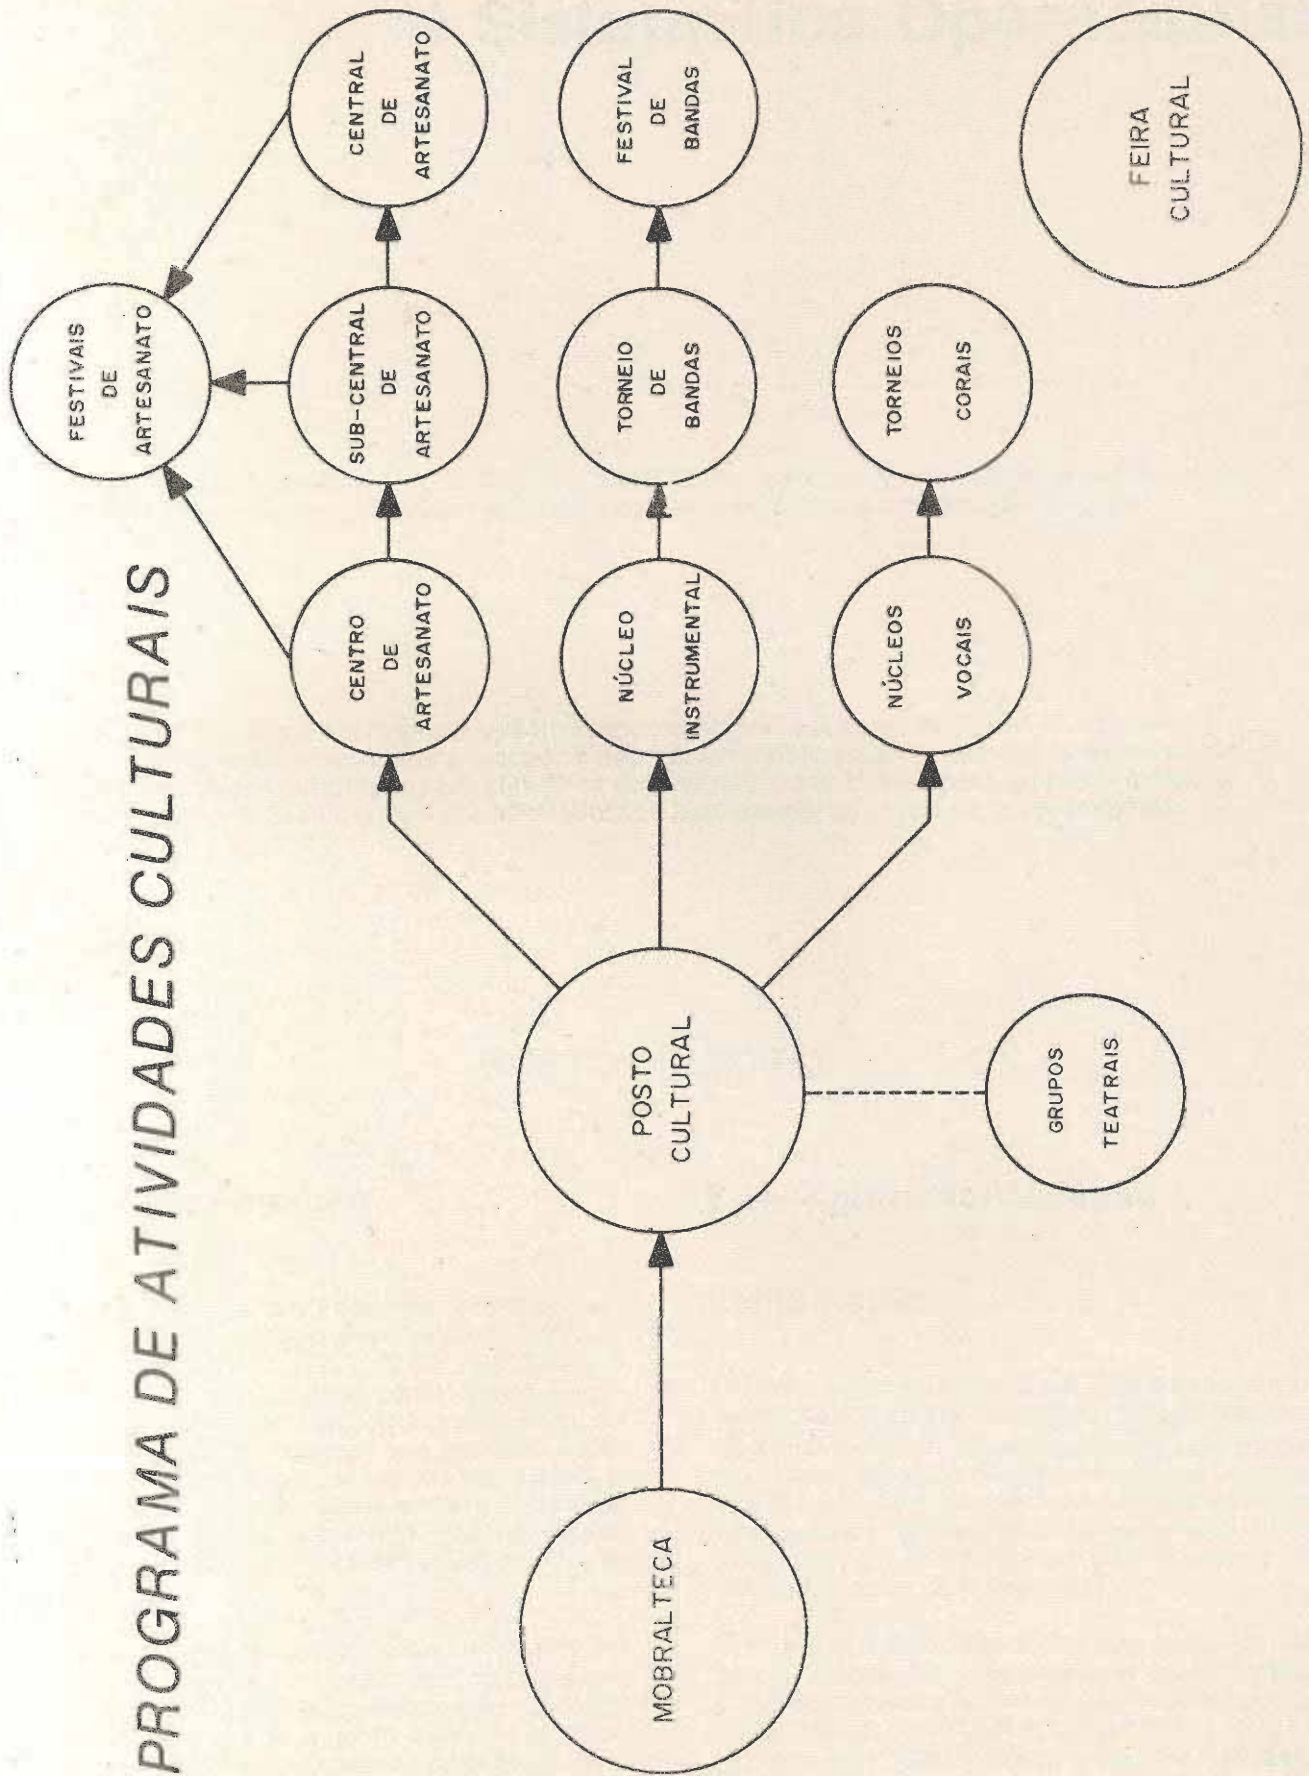 PROGRAMA DE ATIVIDADES CULTURAIS
MOBRALTECA
POSTO
CULTURAL
GRUPOS
TEATRAIS
CENTRO
DE
ARTESANATO
SUB-CENTRAL
DE
ARTESANATO
CENTRAL
DE
ARTESANATO
FESTIVAIS
DE
ARTESANATO
NÚCLEO
INSTRUMENTAL
TORNEIO
DE
BANDAS
FESTIVAL
DE
BANDAS
NÚCLEOS
VOCAIS
TORNEIOS
CORAIS
FEIRA
CULTURAL